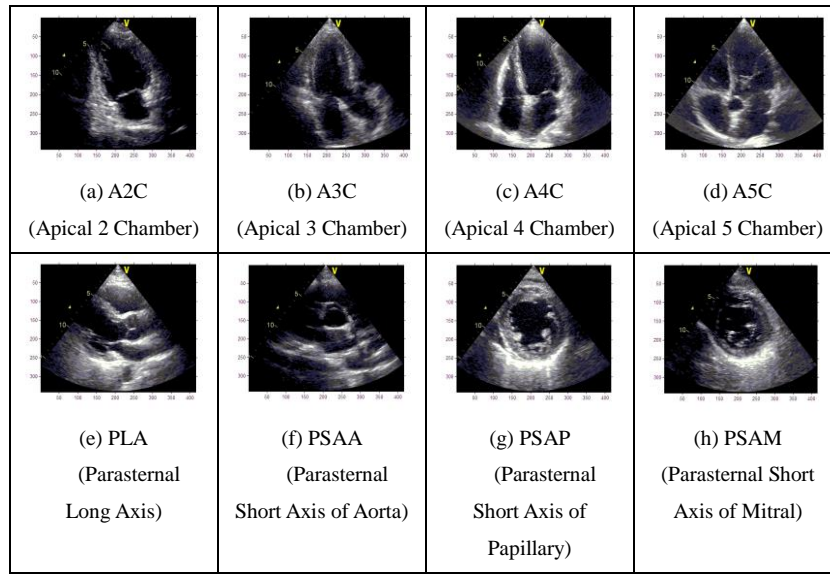 (a) A2C
(Apical 2 Chamber)
(b) A3C
(Apical 3 Chamber)
(c) A4C
(Apical 4 Chamber)
(d) A5C
(Apical 5 Chamber)
(e) PLA
(Parasternal
Long Axis)
(f) PSAA
(Parasternal
Short Axis of Aorta)
(g) PSAP
(Parasternal
Short Axis of
Papillary)
(h) PSAM
(Parasternal Short
Axis of Mitral)